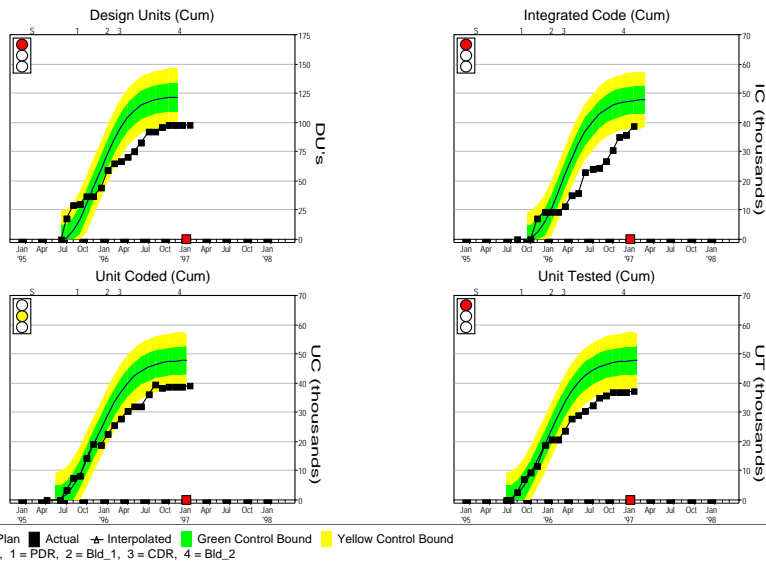 Design Units (Cum)
S 1 2 3 4
175
150
125
100
75
50
25
0
DU's
Jan Apr Jul Oct Jan Apr Jul Oct Jan Apr Jul Oct Jan
'95 '96 '97 '98
Integrated Code (Cum)
S 1 2 3 4
70
60
50
40
30
20
10
0
IC (thousands)
Jan Apr Jul Oct Jan Apr Jul Oct Jan Apr Jul Oct Jan
'95 '96 '97 '98
Unit Coded (Cum)
S 1 2 3 4
70
60
50
40
30
20
10
0
UC (thousands)
Jan Apr Jul Oct Jan Apr Jul Oct Jan Apr Jul Oct Jan
'95 '96 '97 '98
Unit Tested (Cum)
S 1 2 3 4
70
60
50
40
30
20
10
0
UT (thousands)
Jan Apr Jul Oct Jan Apr Jul Oct Jan Apr Jul Oct Jan
'95 '96 '97 '98
Plan Actual Interpolated Green Control Bound Yellow Control Bound
, 1 = PDR, 2 = Bld_1, 3 = CDR, 4 = Bld_2